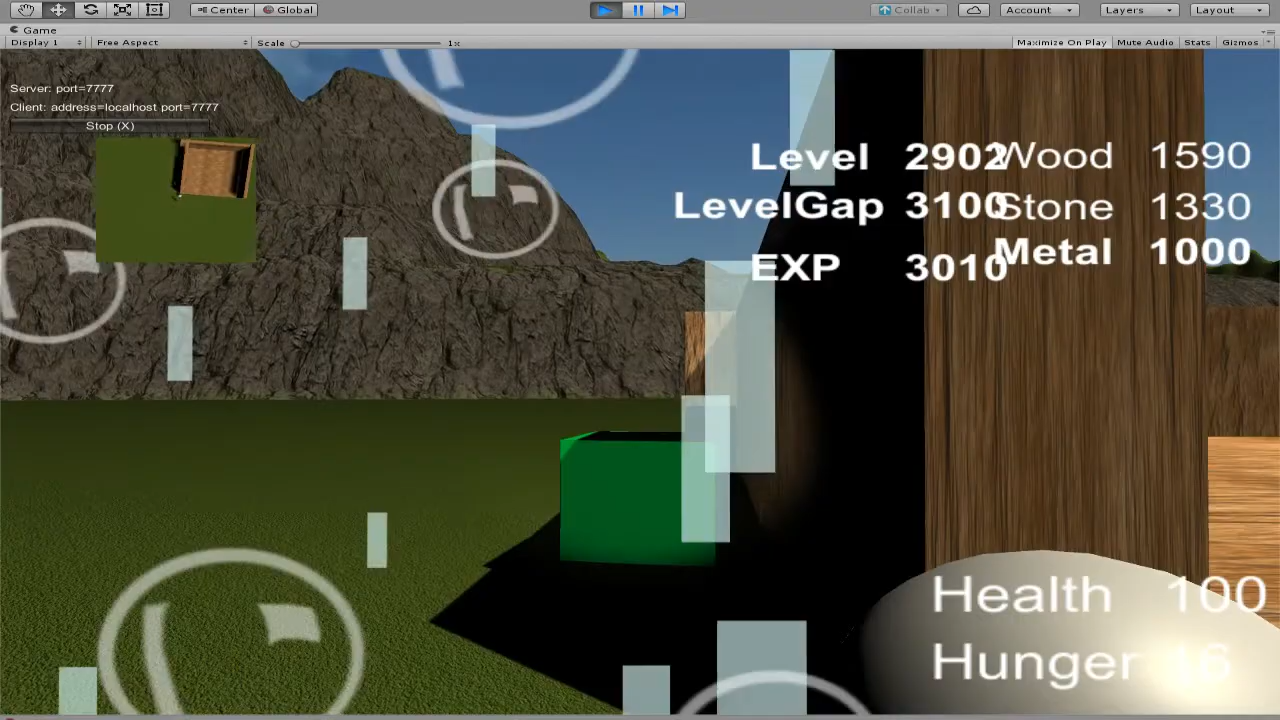 Center Global Collab Account Layers Layout
Game
Display 1 Free Aspect Scale 1x Maximize On Play Mute Audio Stats Gizmos
Server: port=7777
Client: address=localhost port=7777
Stop (X)
Level 2902 Wood 1590
LevelGap 3100 Stone 1330
Metal 1000
EXP 3010
Health 100
Hunger 16